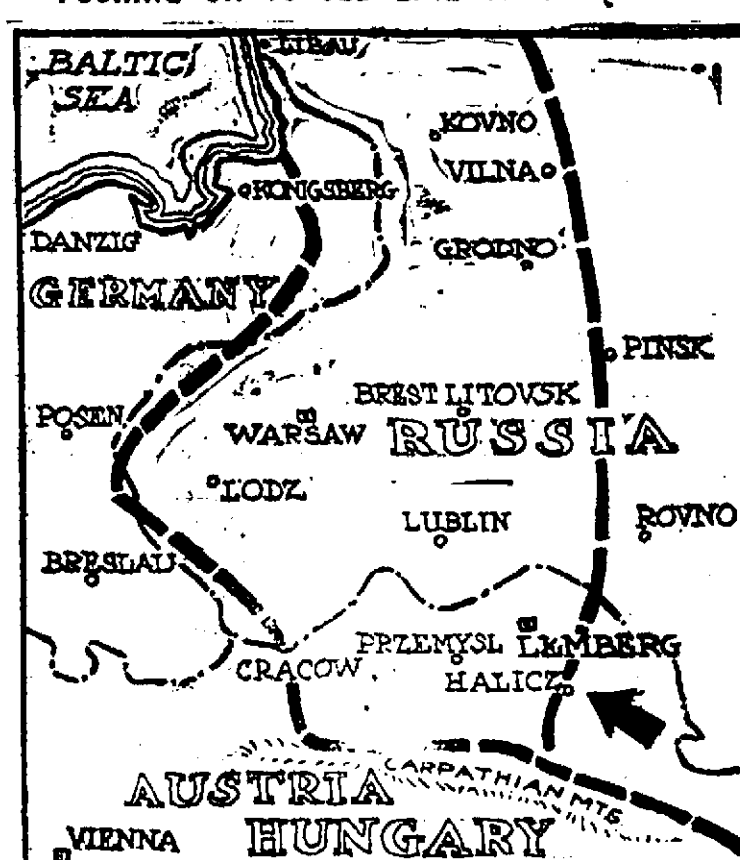 LIBAU
BALTIC
SEA
KOVNO
VILNA
KONIGSBERG
DANZIG
GRODNO
GERMANY
PINSK
BREST LITOVSK
POSEN
WARSAW
RUSSIA
LODZ
LUBLIN
ROVNO
BRESLAU
PRZEMYSL
LEMBERG
CRACOW
HALICZ
CARPATHIAN MTS
AUSTRIA
HUNGARY
VIENNA